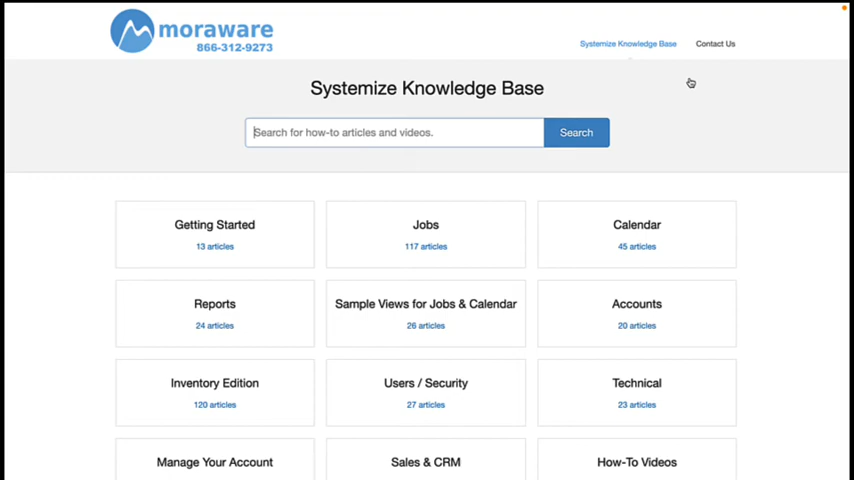 moraware
866-312-9273
Systemize Knowledge Base
Contact Us
Systemize Knowledge Base
Search for how-to articles and videos.
Search
Getting Started
13 articles
Jobs
117 articles
Calendar
45 articles
Reports
24 articles
Sample Views for Jobs & Calendar
26 articles
Accounts
20 articles
Inventory Edition
120 articles
Users / Security
27 articles
Technical
23 articles
Manage Your Account
Sales & CRM
How-To Videos